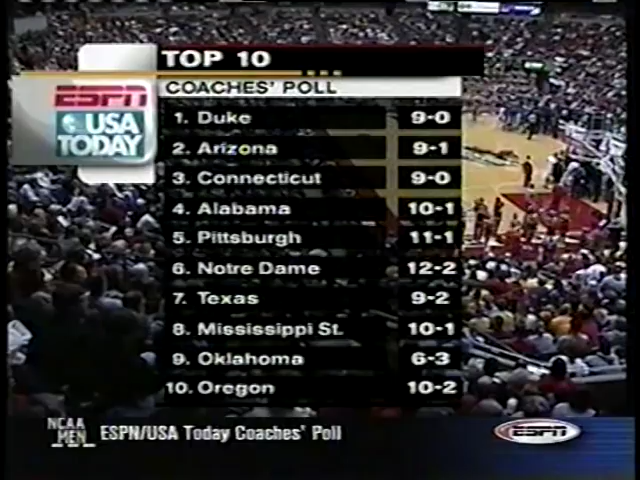 TOP 10
COACHES' POLL
ESPN
USA
TODAY
1. Duke 9-0
2. Arizona 9-1
3. Connecticut 9-0
4. Alabama 10-1
5. Pittsburgh 11-1
6. Notre Dame 12-2
7. Texas 9-2
8. Mississippi St. 10-1
9. Oklahoma 6-3
10. Oregon 10-2
NCAA
MEN
ESPN/USA Today Coaches' Poll
ESPN